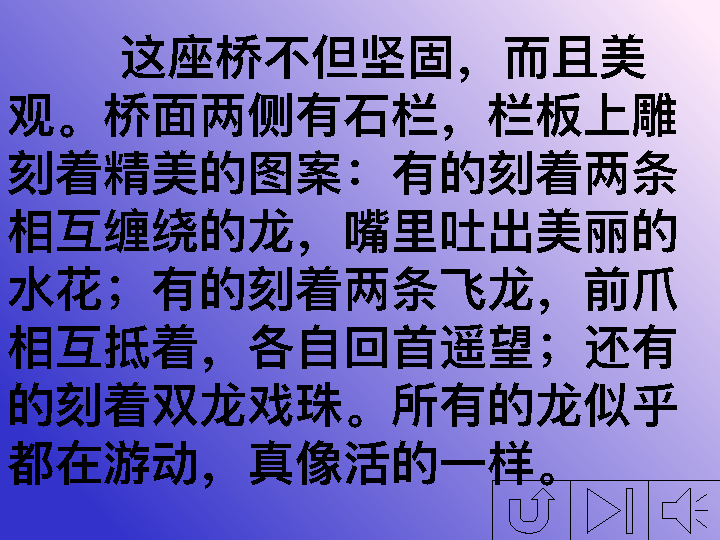 这座桥不但坚固，而且美
观。桥面两侧有石栏，栏板上雕
刻着精美的图案：有的刻着两条
相互缠绕的龙，嘴里吐出美丽的
水花；有的刻着两条飞龙，前爪
相互抵着，各自回首遥望；还有
的刻着双龙戏珠。所有的龙似乎
都在游动，真像活的一样。